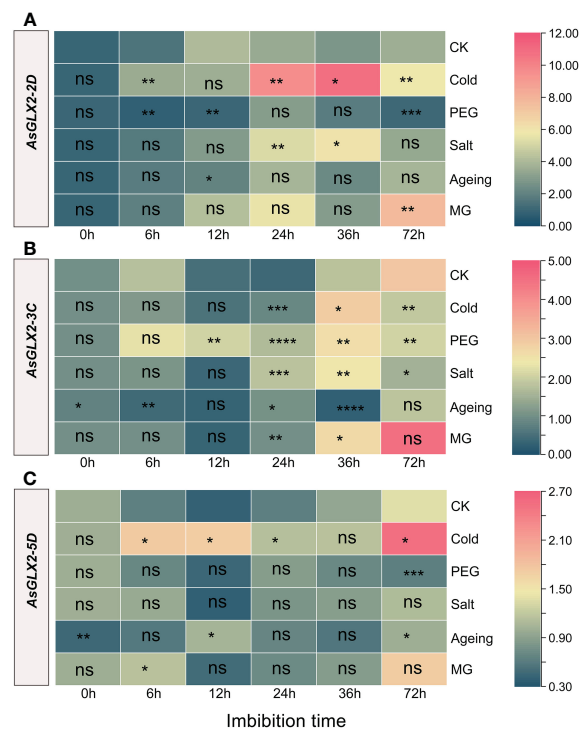 A
AsGLX2-2D
CK
12.00
ns ** ns ** * ** Cold
10.00
ns ** ** ns ns *** PEG
8.00
6.00
ns ns ns ** * ns Salt
4.00
ns ns * ns ns ns Ageing
2.00
ns ns ns ns ns ** MG
0.00
0h 6h 12h 24h 36h 72h
B
AsGLX2-3C
CK
5.00
ns ns ns *** * ** Cold
4.00
ns ns ** **** ** ** PEG
3.00
ns ns ns *** ** * Salt
2.00
* ** ns * **** ns Ageing
1.00
ns ns ns ** * ns MG
0.00
0h 6h 12h 24h 36h 72h
C
AsGLX2-5D
CK
2.70
ns * * * ns * Cold
2.10
ns ns ns ns ns *** PEG
1.50
ns ns ns ns ns ns Salt
0.90
** ns * ns ns * Ageing
ns * ns ns ns ns MG
0.30
0h 6h 12h 24h 36h 72h
Imbibition time